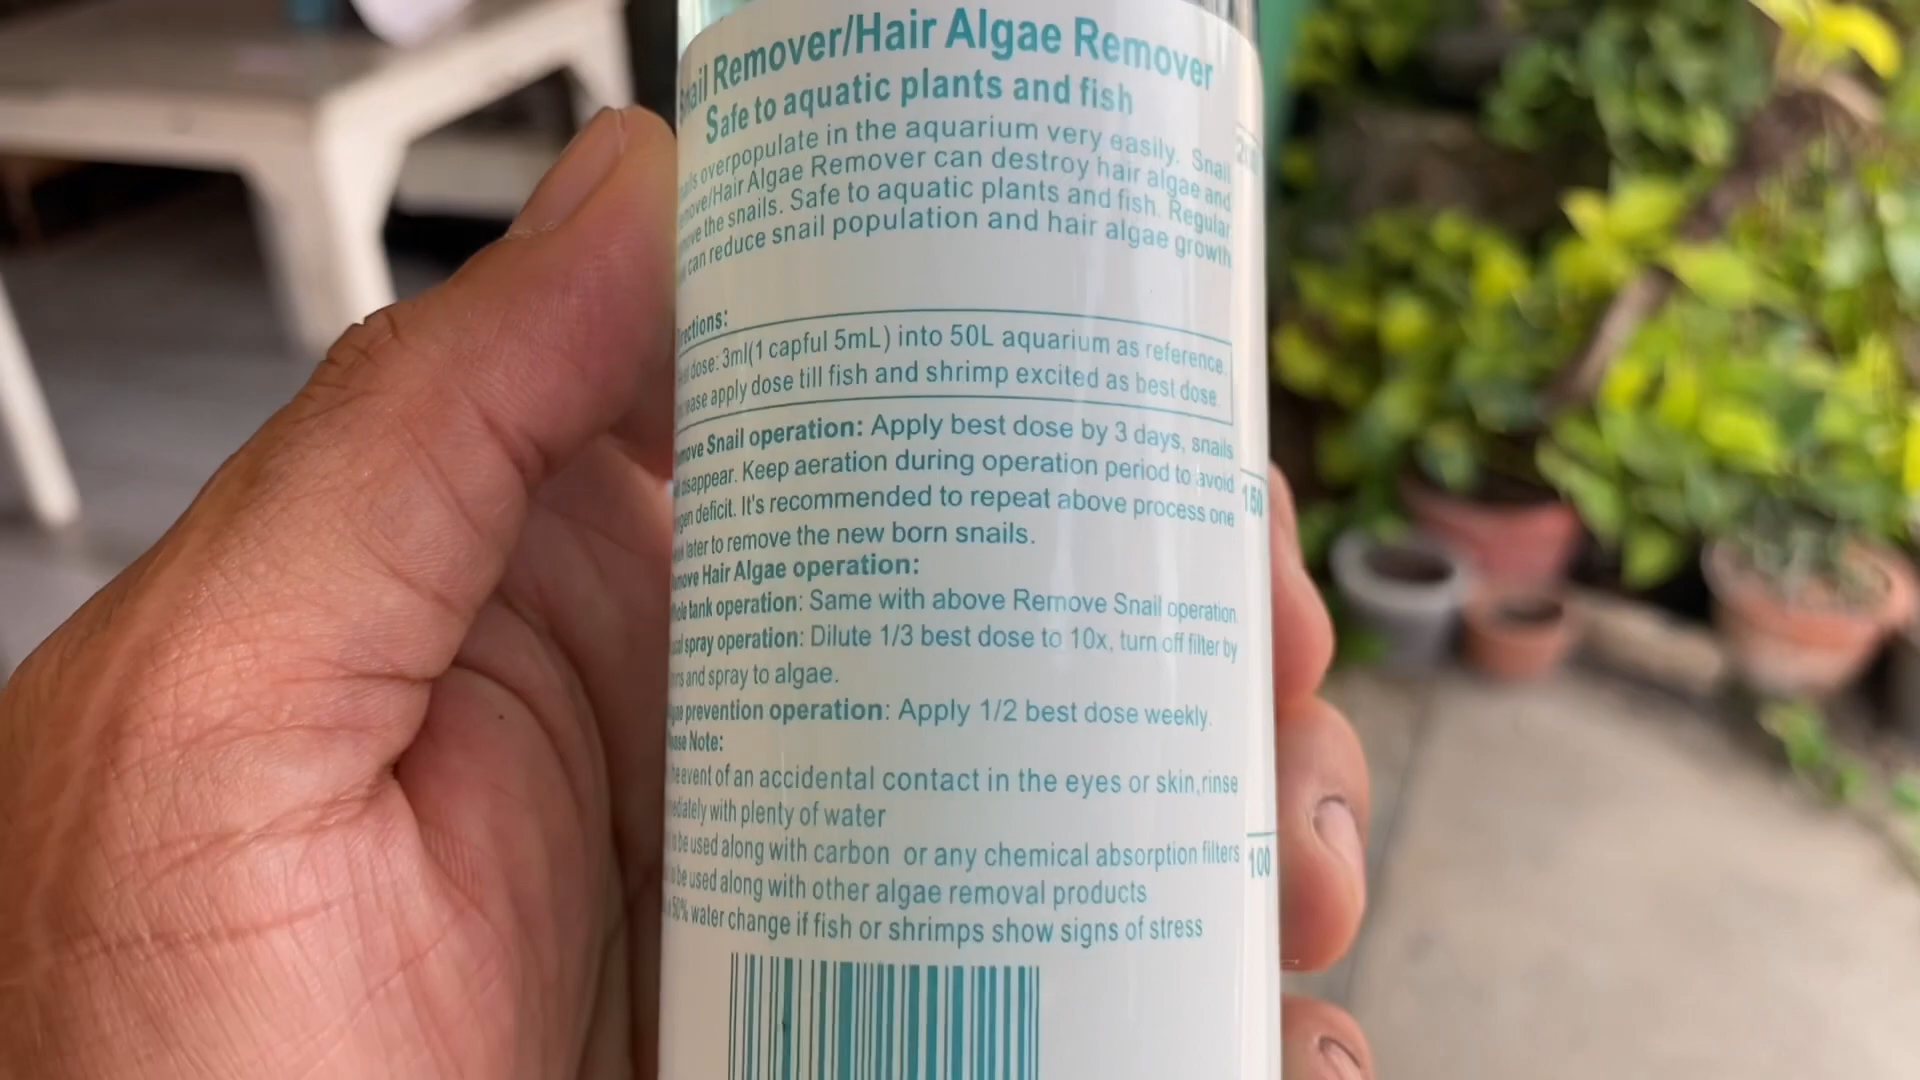 Snail Remover/Hair Algae Remover
Safe to aquatic plants and fish
overpopulate in the aquarium very easily. Snail
/Hair Algae Remover can destroy hair algae and
the snails. Safe to aquatic plants and fish. Regular
can reduce snail population and hair algae growth
dose: 3ml(1 capful 5mL) into 50L aquarium as reference.
apply dose till fish and shrimp excited as best dose.
Snail operation: Apply best dose by 3 days, snails
disappear. Keep aeration during operation period to avoid
deficit. It's recommended to repeat above process one
later to remove the new born snails.
Hair Algae operation:
tank operation: Same with above Remove Snail operation.
spray operation: Dilute 1/3 best dose to 10x, turn off filter by
and spray to algae.
prevention operation: Apply 1/2 best dose weekly.
Note:
event of an accidental contact in the eyes or skin,rinse
with plenty of water
be used along with carbon or any chemical absorption filters
be used along with other algae removal products
50% water change if fish or shrimps show signs of stress
150
100